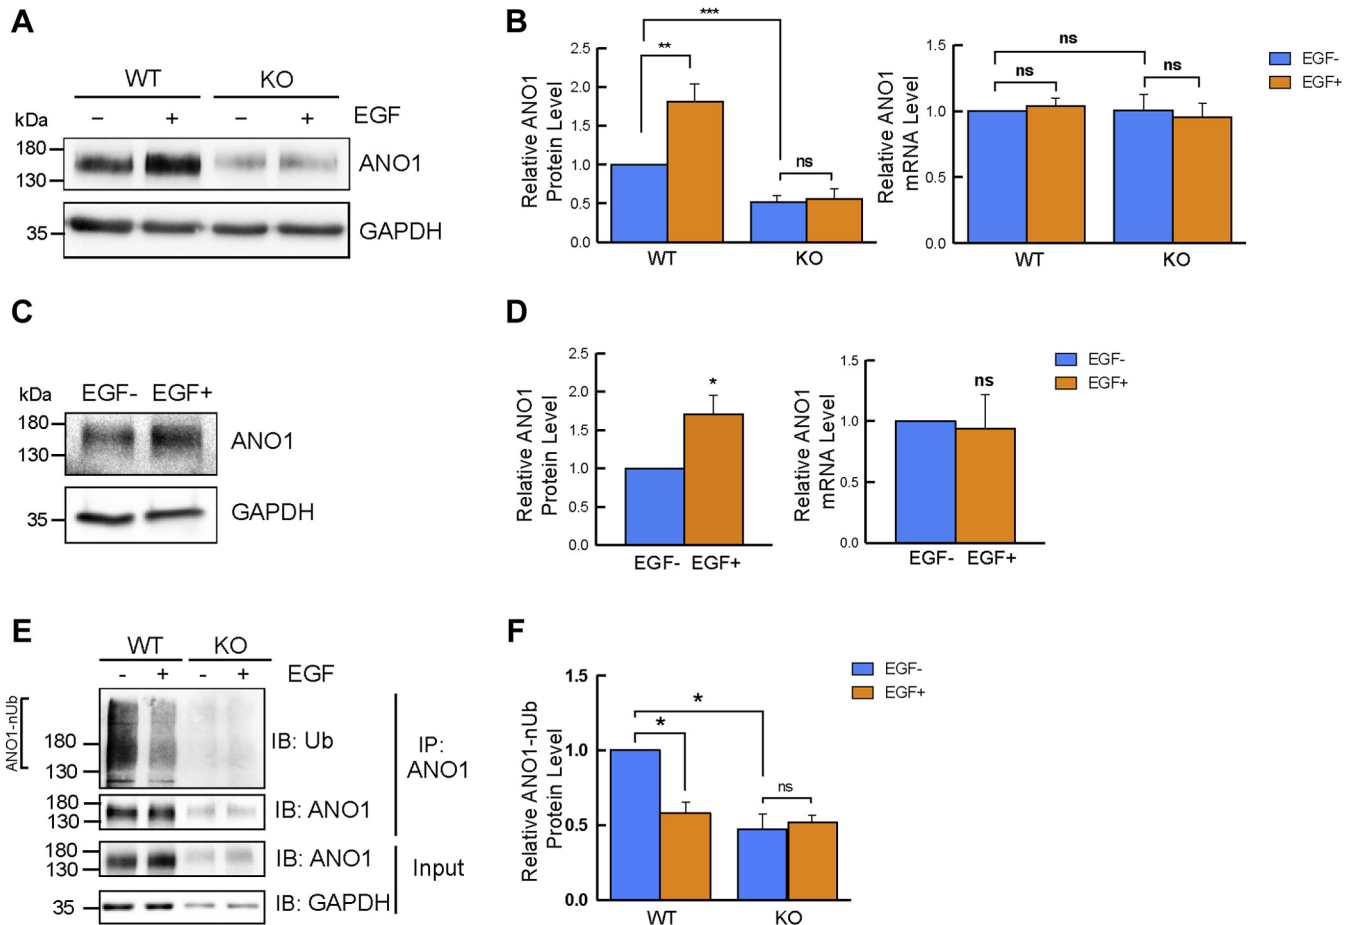 A
WT KO
kDa − + − + EGF
180
130
ANO1
35
GAPDH
B
Relative ANO1
Protein Level
2.5
2.0
1.5
1.0
0.5
0.0
***
**
ns
WT KO
Relative ANO1
mRNA Level
1.5
1.0
0.5
0.0
ns
ns
ns
WT KO
EGF-
EGF+
C
kDa EGF- EGF+
180
130
ANO1
35
GAPDH
D
Relative ANO1
Protein Level
2.5
2.0
1.5
1.0
0.5
0.0
*
EGF- EGF+
Relative ANO1
mRNA Level
1.5
1.0
0.5
0.0
ns
EGF- EGF+
EGF-
EGF+
E
WT KO
- + - + EGF
ANO1-nUb
180
130
IB: Ub
180
130
IB: ANO1
IP:
ANO1
180
130
IB: ANO1
35
IB: GAPDH
Input
F
Relative ANO1-nUb
Protein Level
1.5
1.0
0.5
0.0
*
*
ns
WT KO
EGF-
EGF+